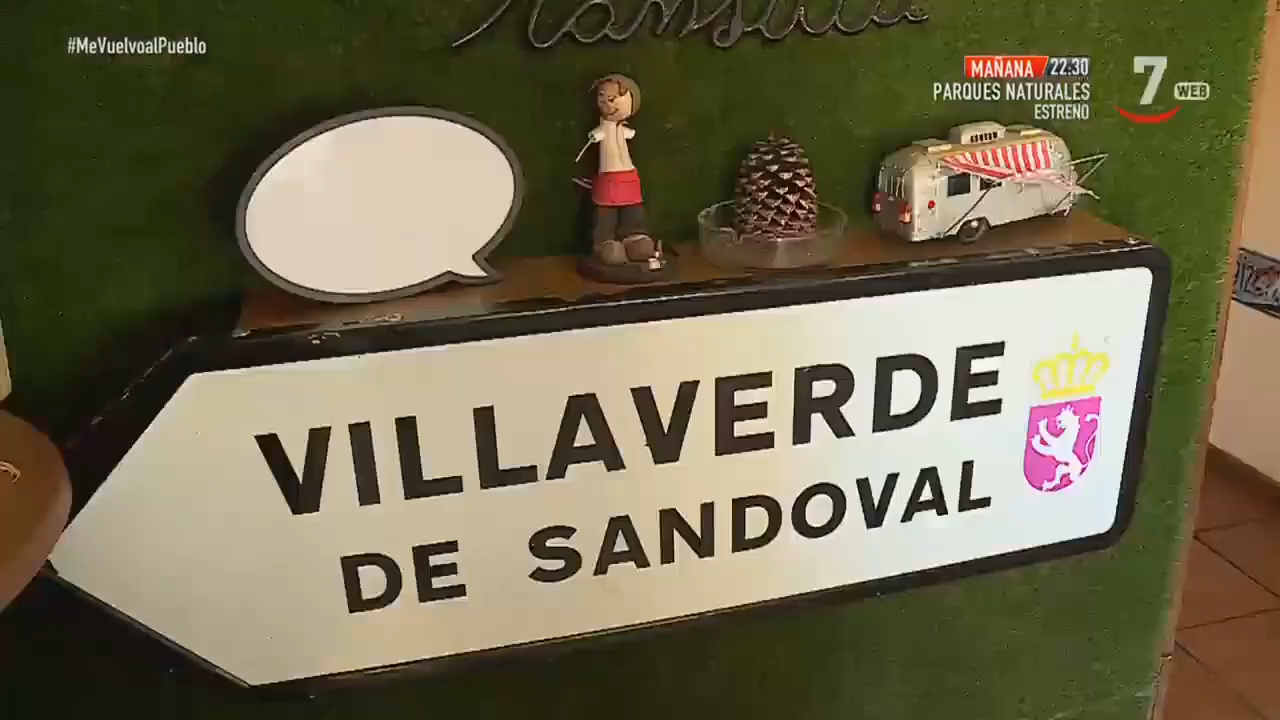 #MeVuelvoalPueblo
MAÑANA 22:30
PARQUES NATURALES
ESTRENO
7 WEB
VILLAVERDE
DE SANDOVAL